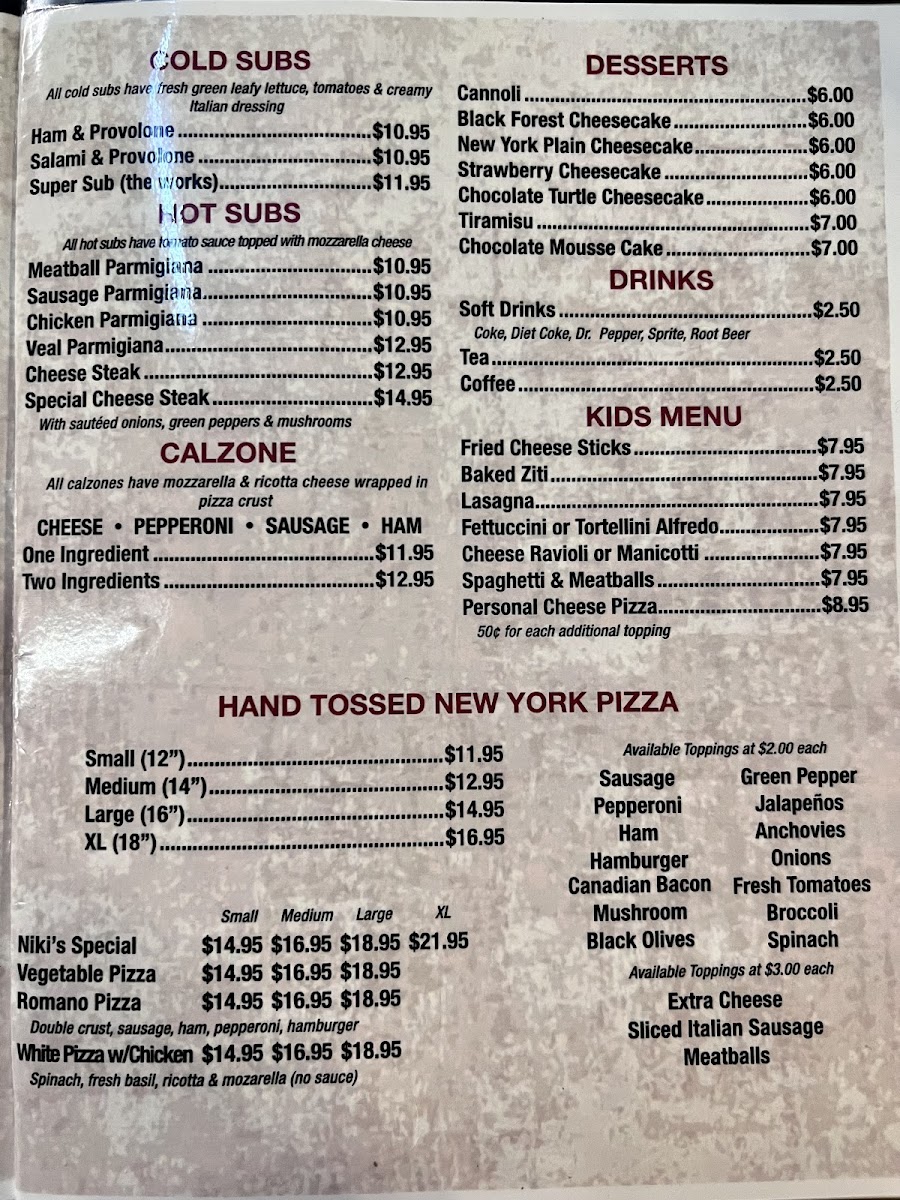 COLD SUBS
All cold subs have fresh green leafy lettuce, tomatoes & creamy
Italian dressing
Ham & Provolone $10.95
Salami & Provollone $10.95
Super Sub (the works) $11.95
HOT SUBS
All hot subs have tomato sauce topped with mozzarella cheese
Meatball Parmigiana $10.95
Sausage Parmigiana $10.95
Chicken Parmigiana $10.95
Veal Parmigiana $12.95
Cheese Steak $12.95
Special Cheese Steak $14.95
With sautéed onions, green peppers & mushrooms
CALZONE
All calzones have mozzarella & ricotta cheese wrapped in
pizza crust
CHEESE • PEPPERONI • SAUSAGE • HAM
One Ingredient $11.95
Two Ingredients $12.95
DESSERTS
Cannoli $6.00
Black Forest Cheesecake $6.00
New York Plain Cheesecake $6.00
Strawberry Cheesecake $6.00
Chocolate Turtle Cheesecake $6.00
Tiramisu $7.00
Chocolate Mousse Cake $7.00
DRINKS
Soft Drinks $2.50
Coke, Diet Coke, Dr. Pepper, Sprite, Root Beer
Tea $2.50
Coffee $2.50
KIDS MENU
Fried Cheese Sticks $7.95
Baked Ziti $7.95
Lasagna $7.95
Fettuccini or Tortellini Alfredo $7.95
Cheese Ravioli or Manicotti $7.95
Spaghetti & Meatballs $7.95
Personal Cheese Pizza $8.95
50¢ for each additional topping
HAND TOSSED NEW YORK PIZZA
Small (12”) $11.95
Medium (14”) $12.95
Large (16”) $14.95
XL (18”) $16.95
Small Medium Large XL
Niki's Special $14.95 $16.95 $18.95 $21.95
Vegetable Pizza $14.95 $16.95 $18.95
Romano Pizza $14.95 $16.95 $18.95
Double crust, sausage, ham, pepperoni, hamburger
White Pizza w/Chicken $14.95 $16.95 $18.95
Spinach, fresh basil, ricotta & mozarella (no sauce)
Available Toppings at $2.00 each
Sausage Green Pepper
Pepperoni Jalapeños
Ham Anchovies
Hamburger Onions
Canadian Bacon Fresh Tomatoes
Mushroom Broccoli
Black Olives Spinach
Available Toppings at $3.00 each
Extra Cheese
Sliced Italian Sausage
Meatballs